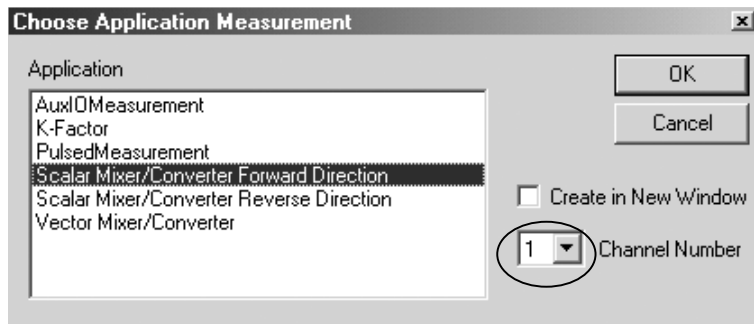 Choose Application Measurement
Application
AuxIOMeasurement
K-Factor
PulsedMeasurement
Scalar Mixer/Converter Forward Direction
Scalar Mixer/Converter Reverse Direction
Vector Mixer/Converter
OK
Cancel
Create in New Window
1 Channel Number